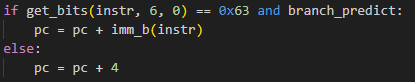 if get_bits(instr, 6, 0) == 0x63 and branch_predict:
    pc = pc + imm_b(instr)
else:
    pc = pc + 4